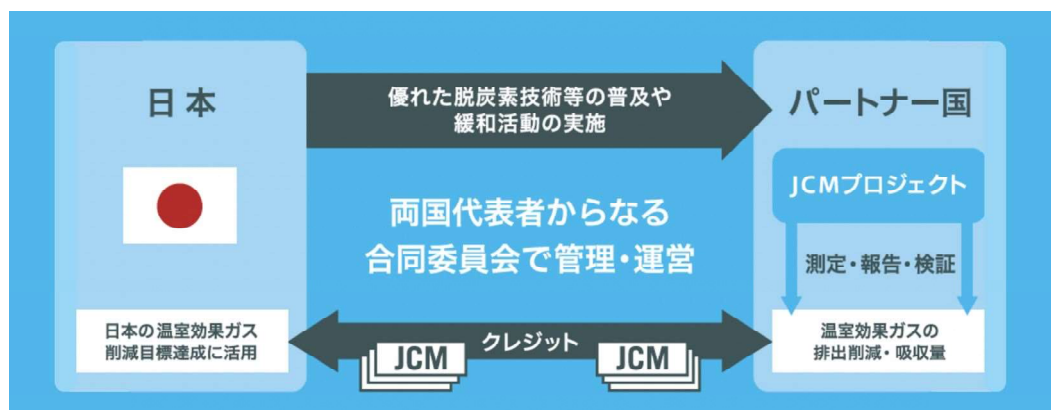 日本
優れた脱炭素技術等の普及や
緩和活動の実施
パートナー国
JCMプロジェクト
両国代表者からなる
合同委員会で管理・運営
測定・報告・検証
日本の温室効果ガス
削減目標達成に活用
クレジット
JCM
JCM
温室効果ガスの
排出削減・吸収量